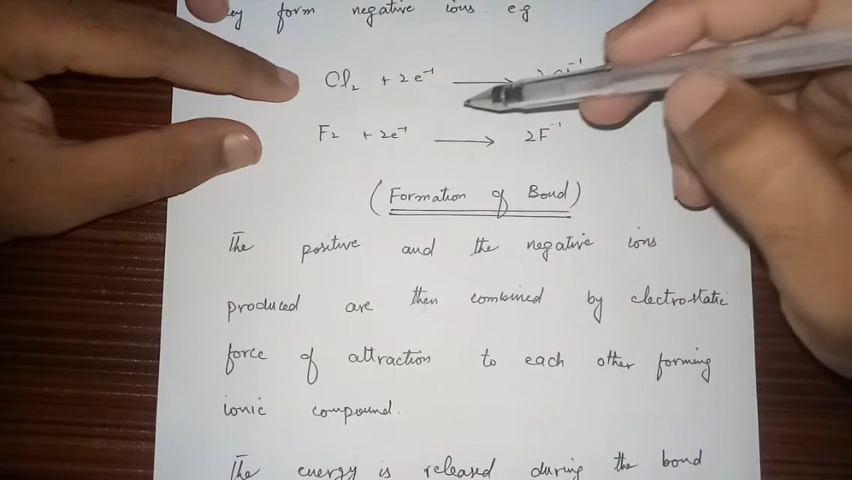 form negative ions e.g
Cl₂ + 2e⁻¹ ⟶
F₂ + 2e⁻¹ ⟶ 2F⁻¹
(Formation of Bond)
The positive and the negative ions
produced are then combined by electrostatic
force of attraction to each other forming
ionic compound.
The energy is released during the bond